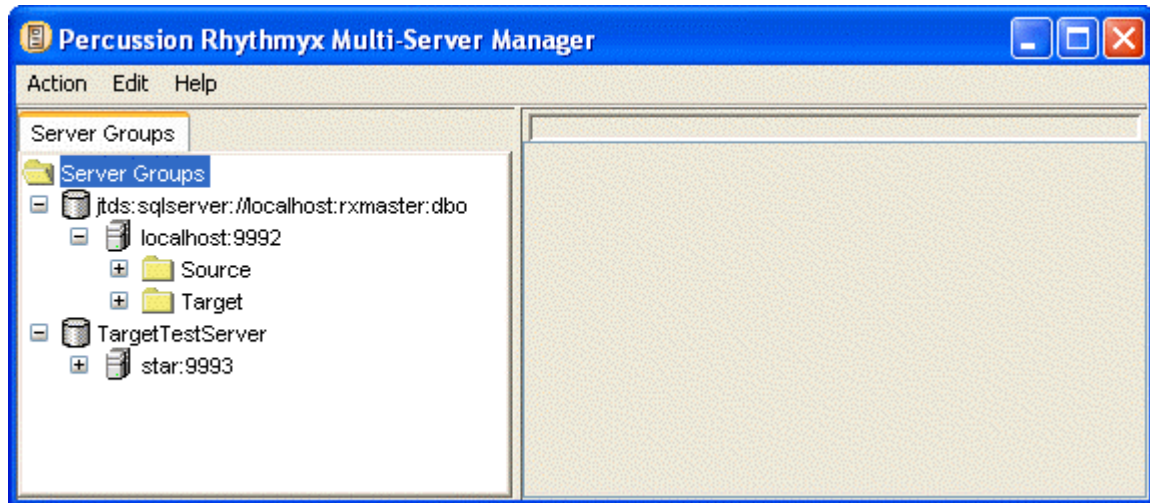 Percussion Rhythmyx Multi-Server Manager
Action Edit Help
Server Groups
Server Groups
jtds:sqlserver://localhost:rxmaster:dbo
localhost:9992
Source
Target
TargetTestServer
star:9993